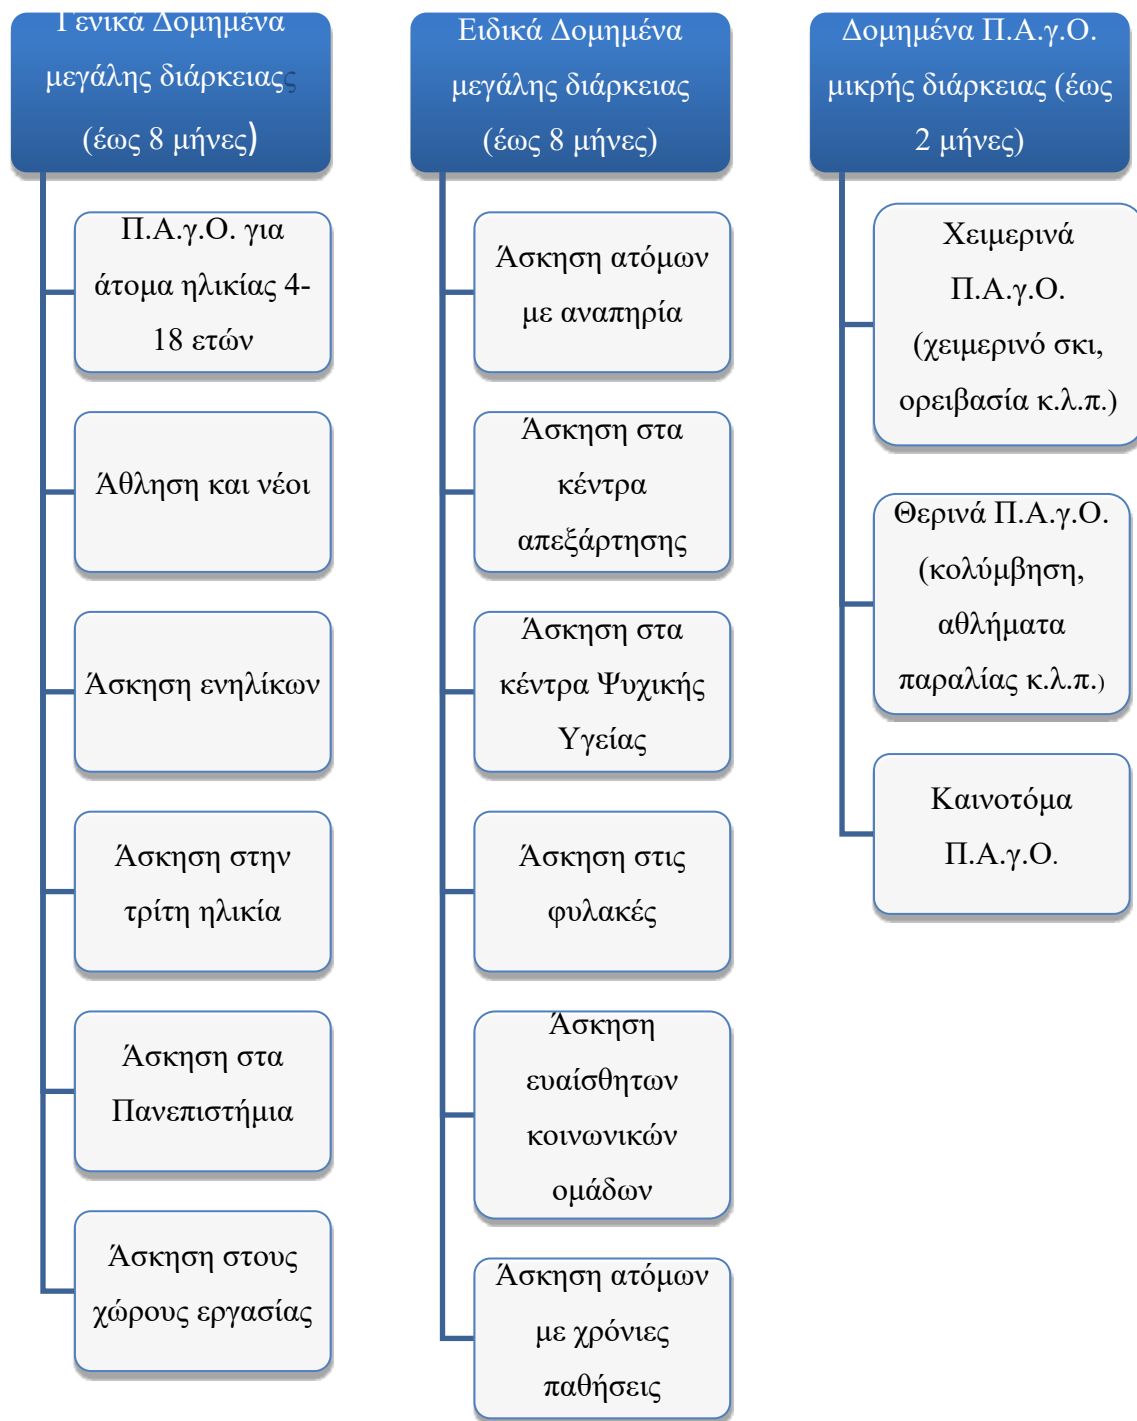 Γενικά Δομημένα
μεγάλης διάρκειαςς
(έως 8 μήνες)
Π.Α.γ.Ο. για
άτομα ηλικίας 4-
18 ετών
Άθληση και νέοι
Άσκηση ενηλίκων
Άσκηση στην
τρίτη ηλικία
Άσκηση στα
Πανεπιστήμια
Άσκηση στους
χώρους εργασίας
Ειδικά Δομημένα
μεγάλης διάρκειας
(έως 8 μήνες)
Άσκηση ατόμων
με αναπηρία
Άσκηση στα
κέντρα
απεξάρτησης
Άσκηση στα
κέντρα Ψυχικής
Υγείας
Άσκηση στις
φυλακές
Άσκηση
ευαίσθητων
κοινωνικών
ομάδων
Άσκηση ατόμων
με χρόνιες
παθήσεις
Δομημένα Π.Α.γ.Ο.
μικρής διάρκειας (έως
2 μήνες)
Χειμερινά
Π.Α.γ.Ο.
(χειμερινό σκι,
ορειβασία κ.λ.π.)
Θερινά Π.Α.γ.Ο.
(κολύμβηση,
αθλήματα
παραλίας κ.λ.π.)
Καινοτόμα
Π.Α.γ.Ο.